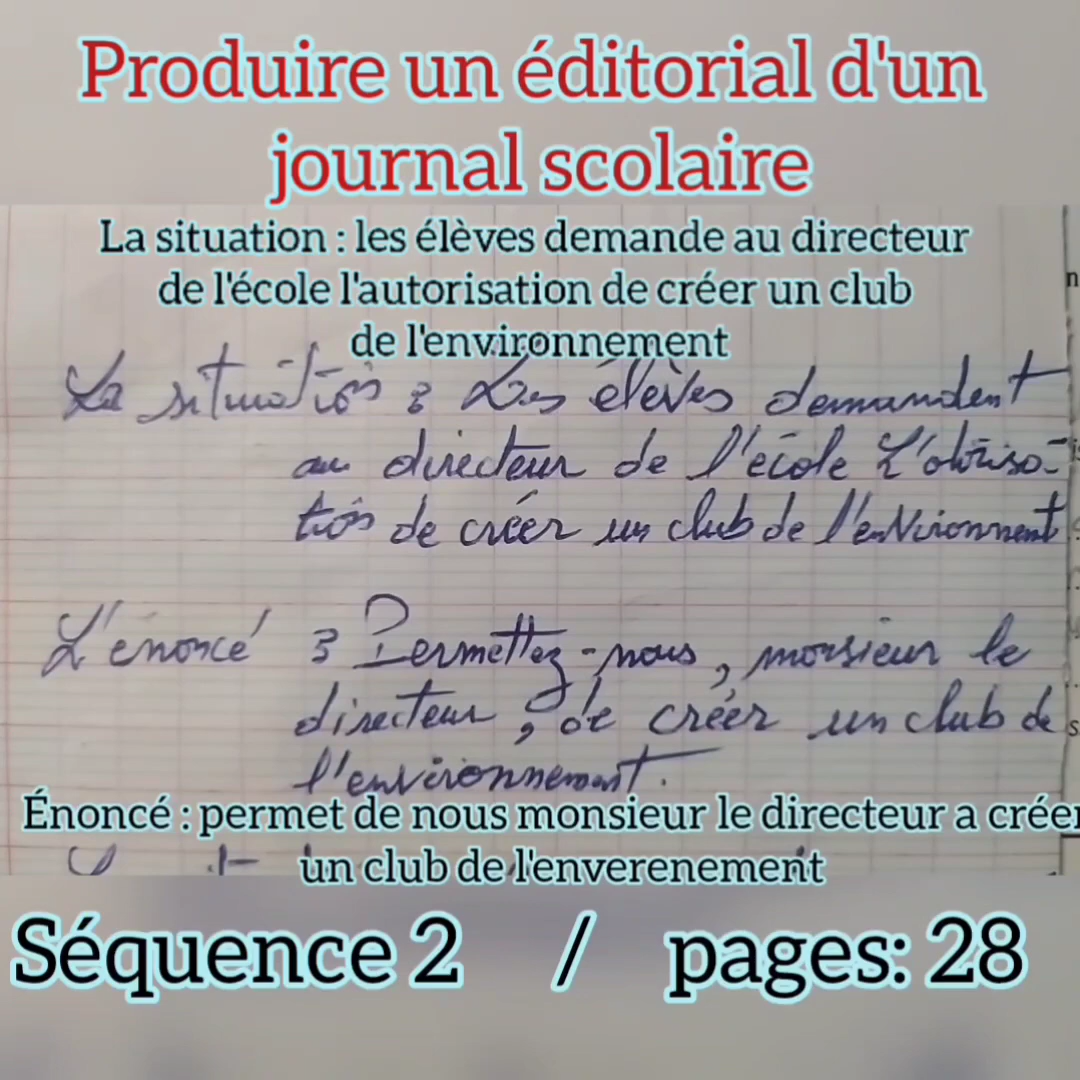 Produire un éditorial d'un
journal scolaire
La situation : les élèves demande au directeur
de l'école l'autorisation de créer un club
de l'environnement
La situation : Les élèves demandent
au directeur de l'école
de créer un club de l'environnent
L'énoncé : Permettez-nous, monsieur le
directeur, de créer un club de
l'environnement.
Énoncé : permet de nous monsieur le directeur a créer
un club de l'enverenement
Séquence 2 / pages: 28